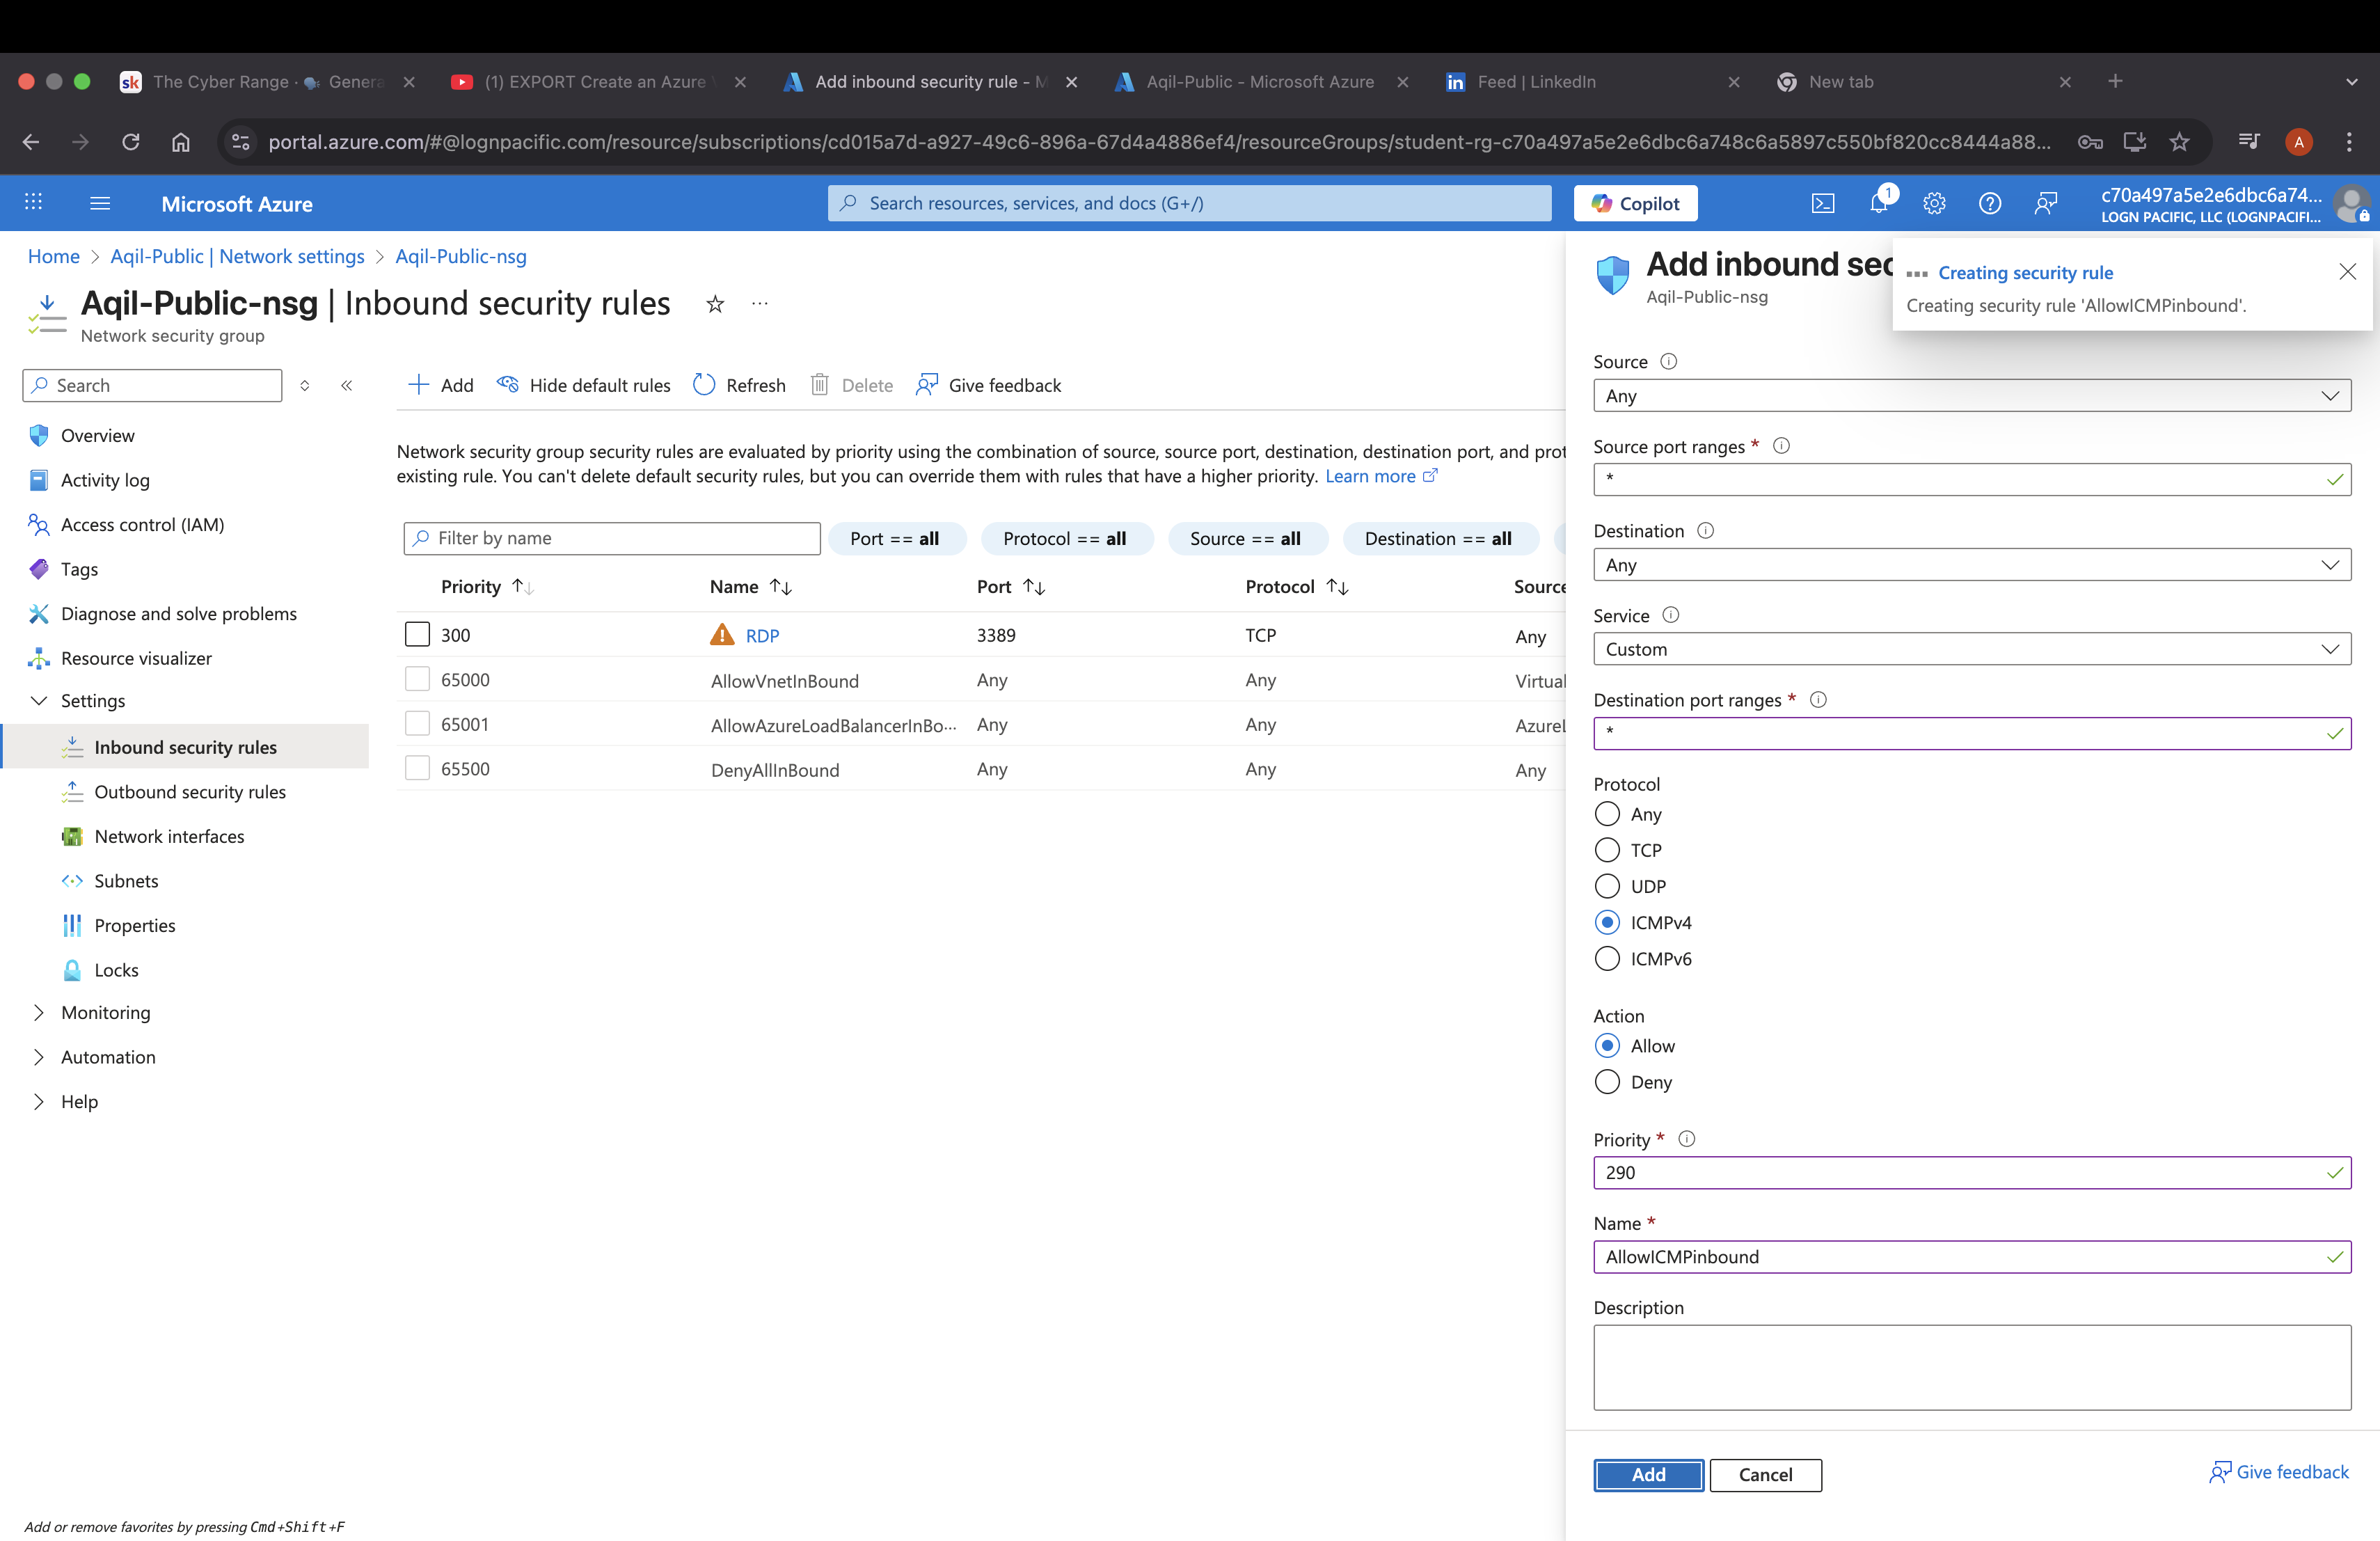 sk The Cyber Range · Genera
(1) EXPORT Create an Azure V
Add inbound security rule - M
Aqil-Public - Microsoft Azure
in Feed | LinkedIn
New tab
portal.azure.com/#@lognpacific.com/resource/subscriptions/cd015a7d-a927-49c6-896a-67d4a4886ef4/resourceGroups/student-rg-c70a497a5e2e6dbc6a748c6a5897c550bf820cc8444a88...
A
Microsoft Azure
Search resources, services, and docs (G+/)
Copilot
1
c70a497a5e2e6dbc6a74...
LOGN PACIFIC, LLC (LOGNPACIFI...
Home > Aqil-Public | Network settings > Aqil-Public-nsg
Aqil-Public-nsg | Inbound security rules
Network security group
Search
Overview
Activity log
Access control (IAM)
Tags
Diagnose and solve problems
Resource visualizer
Settings
Inbound security rules
Outbound security rules
Network interfaces
Subnets
Properties
Locks
Monitoring
Automation
Help
Add or remove favorites by pressing Cmd+Shift+F
Add Hide default rules Refresh Delete Give feedback
Network security group security rules are evaluated by priority using the combination of source, source port, destination, destination port, and prot
existing rule. You can't delete default security rules, but you can override them with rules that have a higher priority. Learn more
Filter by name
Port == all
Protocol == all
Source == all
Destination == all
Priority Name Port Protocol Source
300 RDP 3389 TCP Any
65000 AllowVnetInBound Any Any Virtual
65001 AllowAzureLoadBalancerInBo... Any Any AzureL
65500 DenyAllInBound Any Any Any
Add inbound sec
Aqil-Public-nsg
Creating security rule
Creating security rule 'AllowICMPinbound'.
Source
Any
Source port ranges *
*
Destination
Any
Service
Custom
Destination port ranges *
*
Protocol
Any
TCP
UDP
ICMPv4
ICMPv6
Action
Allow
Deny
Priority *
290
Name *
AllowICMPinbound
Description
Add
Cancel
Give feedback